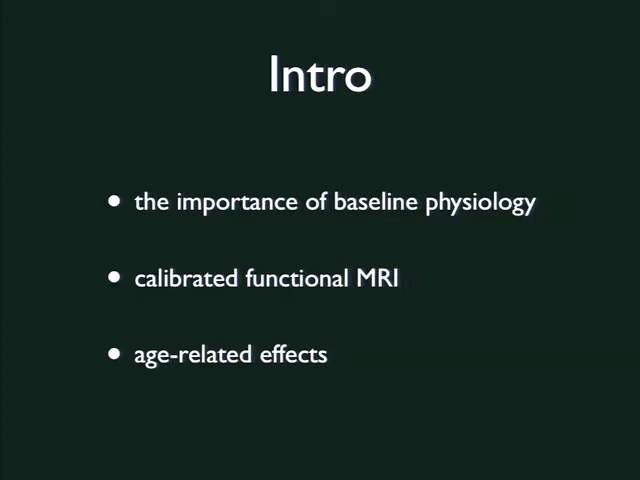 Intro
• the importance of baseline physiology
• calibrated functional MRI
• age-related effects